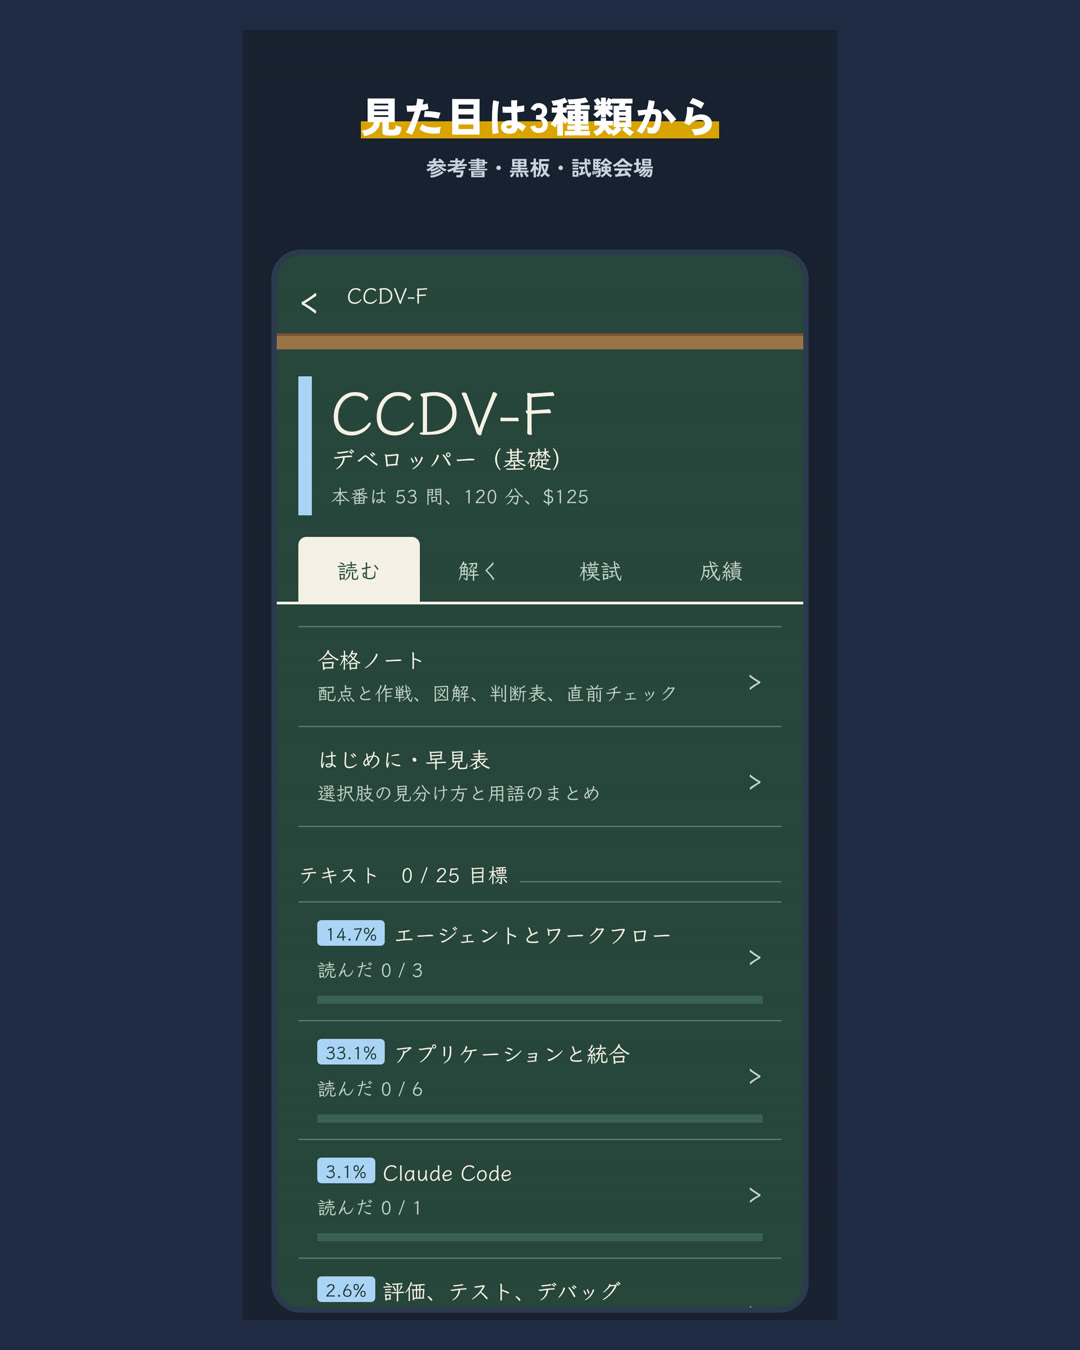 見た目は3種類から
参考書・黒板・試験会場
CCDV-F
CCDV-F
デベロッパー（基礎）
本番は 53 問、120 分、$125
読む 解く 模試 成績
合格ノート
配点と作戦、図解、判断表、直前チェック
はじめに・早見表
選択肢の見分け方と用語のまとめ
テキスト 0 / 25 目標
14.7% エージェントとワークフロー
読んだ 0 / 3
33.1% アプリケーションと統合
読んだ 0 / 6
3.1% Claude Code
読んだ 0 / 1
2.6% 評価、テスト、デバッグ